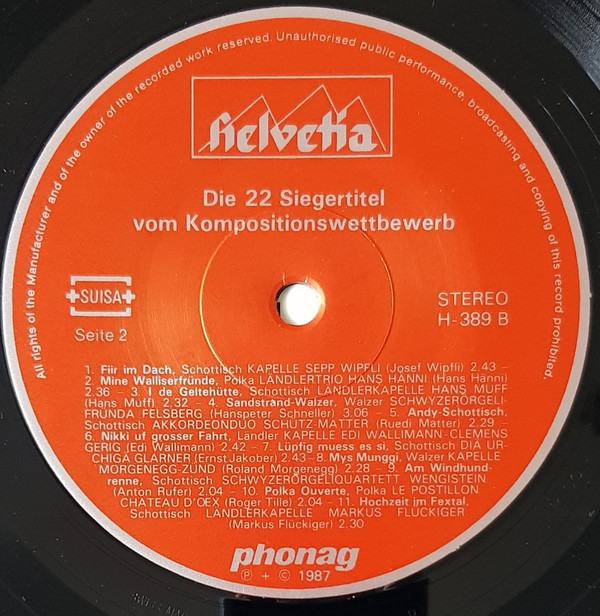 All rights of the Manufacturer and of the owner of the recorded work reserved. Unauthorised public performance, broadcasting and copying of this record prohibited.
helvetia
Die 22 Siegertitel
vom Kompositionswettbewerb
SUISA
Seite 2
STEREO
H-389 B
1. Füür im Dach, Schottisch KAPELLE SEPP WIPFLI (Josef Wipfli) 2.43 –
2. Mine Walliserfründe, Polka LÄNDLERTRIO HANS HÄNNI (Hans Hänni)
2.36 – 3. I de Geltehütte, Schottisch LÄNDLERKAPELLE HANS MUFF
(Hans Muff) 2.32 – 4. Sandstrand-Walzer, Walzer SCHWYZERÖRGELI-
FRÜNDA FELSBERG (Hanspeter Schneller) 3.06 – 5. Andy-Schottisch,
Schottisch AKKORDEONDUO SCHÜTZ-MATTER (Ruedi Matter) 2.29 –
6. Nikki uf grosser Fahrt, Ländler KAPELLE EDI WALLIMANN-CLEMENS
GERIG (Edi Wallimann) 2.42 – 7. Lüpfig muess es si, Schottisch DIA UR-
CHIGA GLARNER (Ernst Jakober) 2.43 – 8. Mys Munggi, Walzer KAPELLE
MORGENEGG-ZÜND (Roland Morgenegg) 2.28 – 9. Am Windhund-
renne, Schottisch SCHWYZERÖRGELIQUARTETT WENGISTEIN
(Anton Rufer) 2.04 – 10. Polka Ouverte, Polka LE POSTILLON
CHATEAU D'ŒX (Roger Tille) 2.04 – 11. Hochzeit im Fextal,
Schottisch LÄNDLERKAPELLE MARKUS FLÜCKIGER
(Markus Flückiger) 2.30
phonag
Ⓟ + © 1987